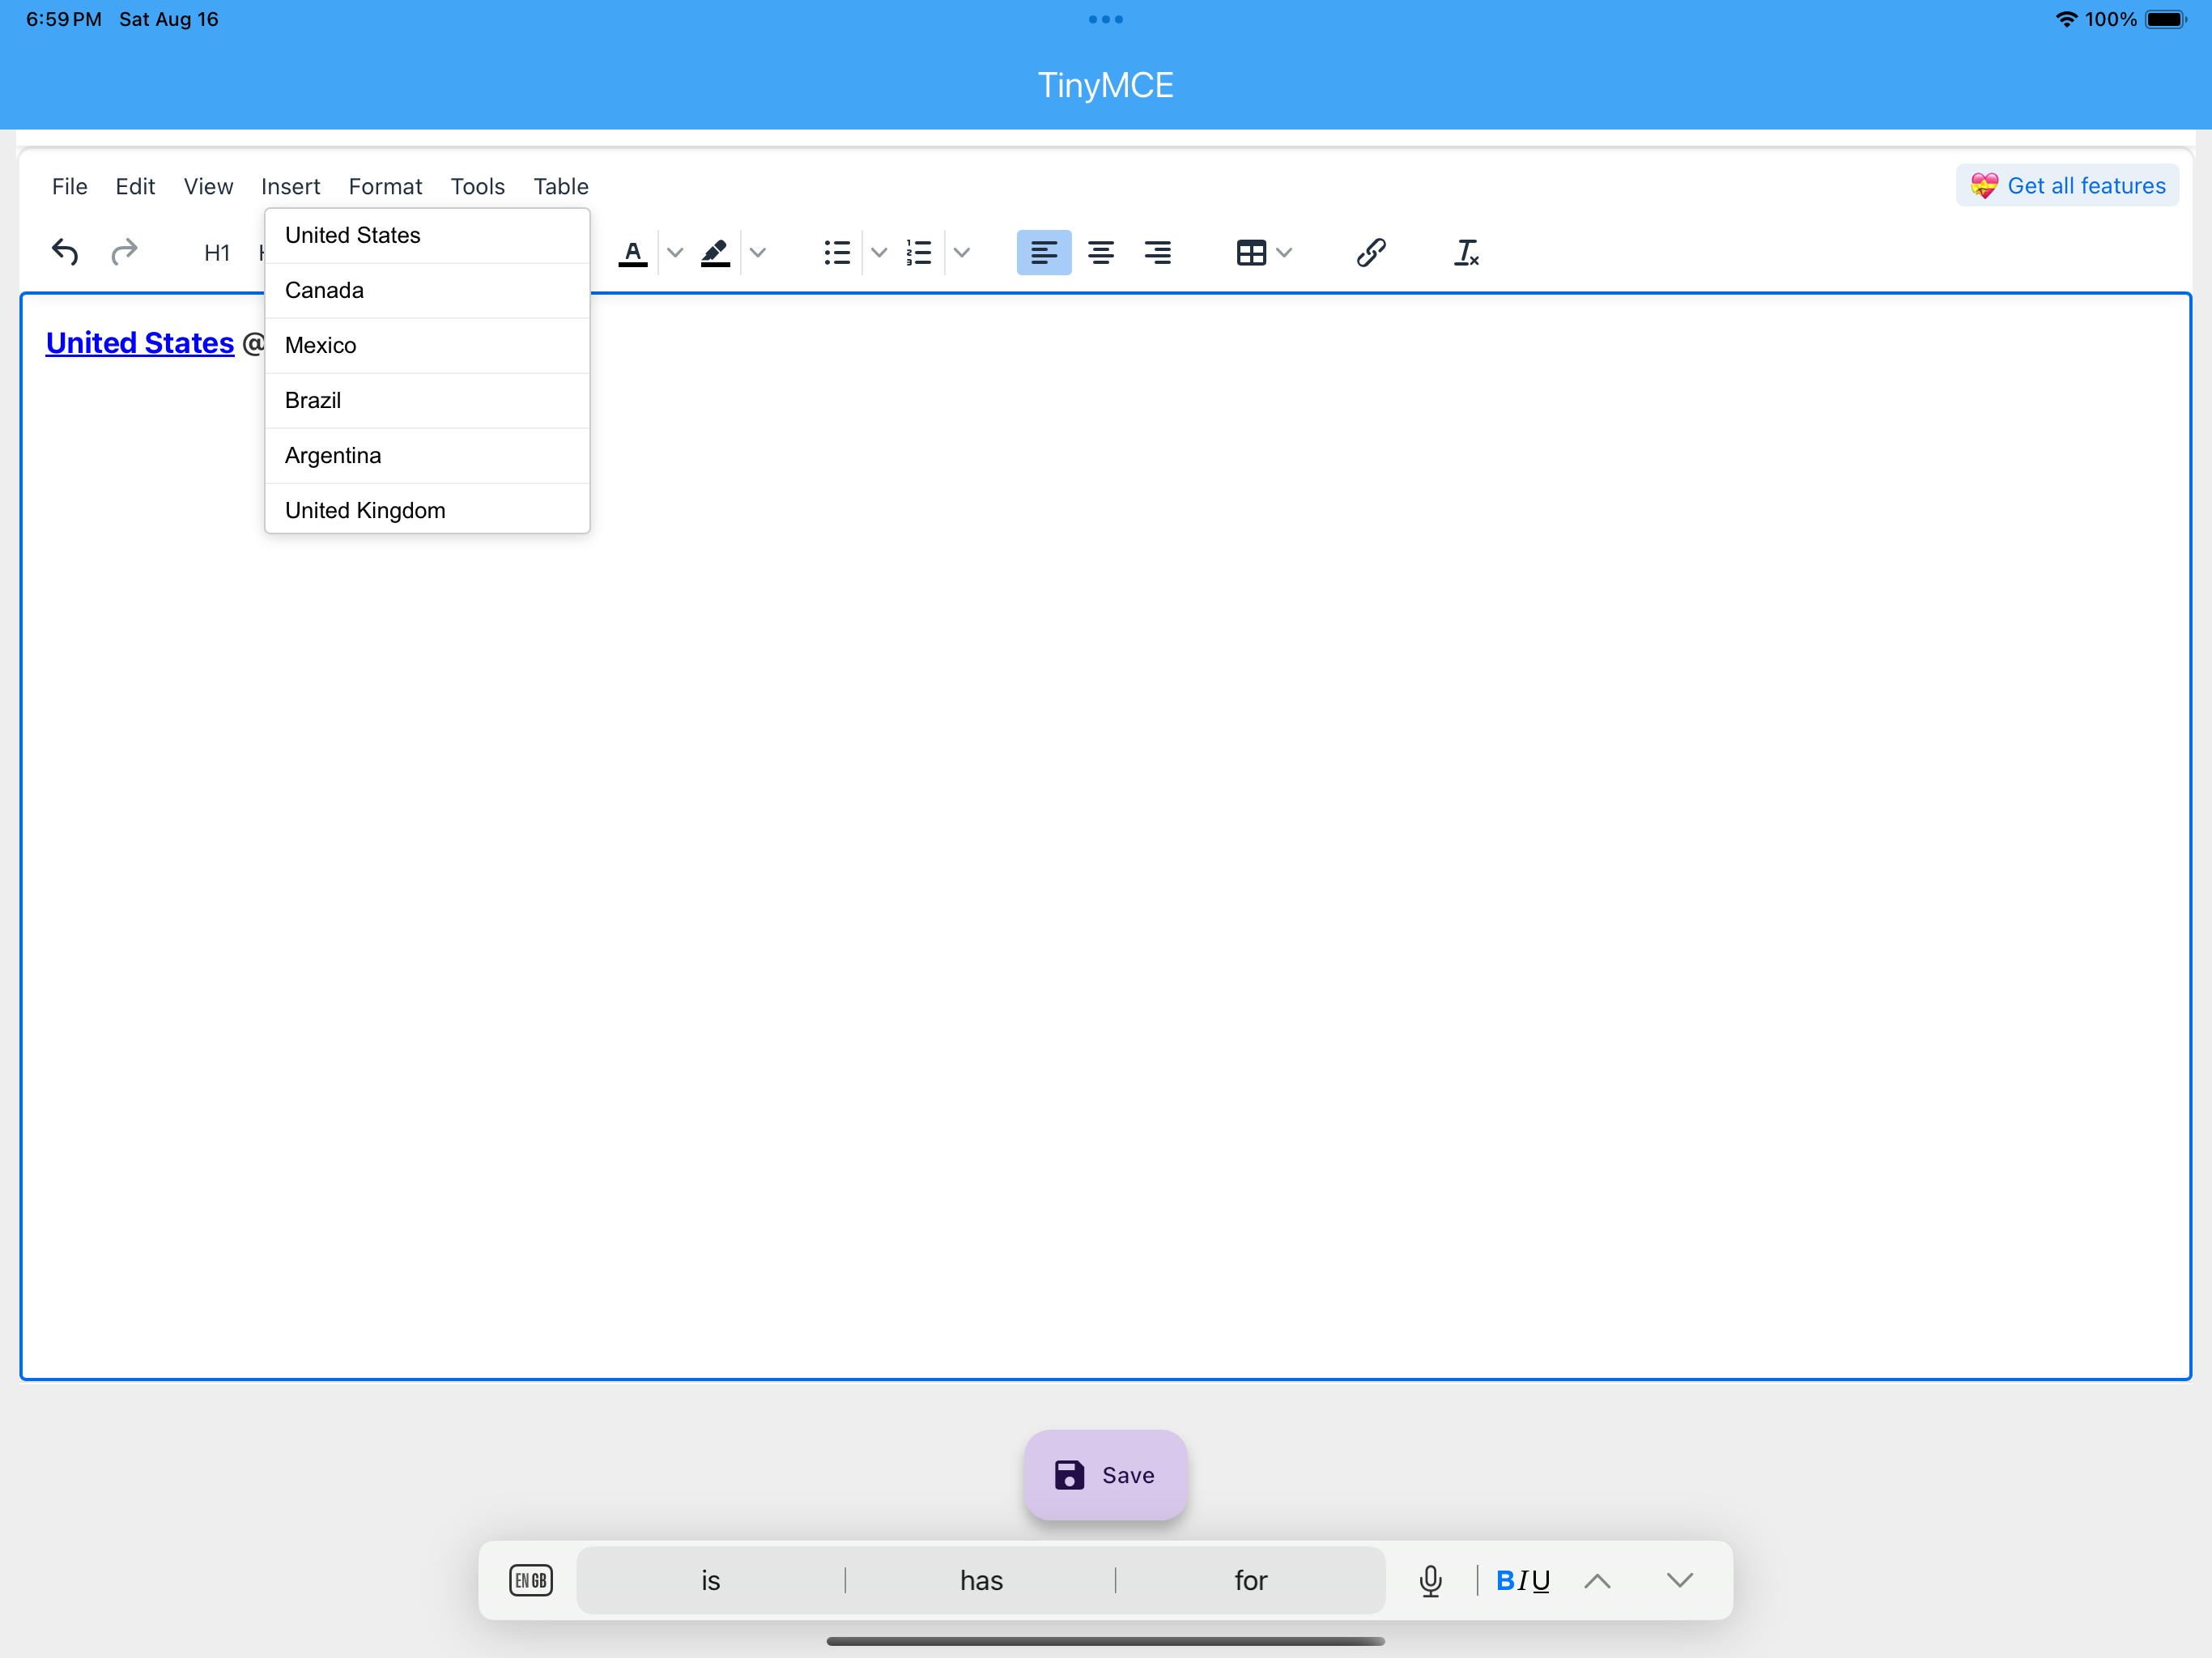 6:59 PM Sat Aug 16
100%
TinyMCE
File Edit View Insert Format Tools Table
💝 Get all features
H1
United States
Canada
Mexico
Brazil
Argentina
United Kingdom
United States @
Save
EN GB
is has for
BIU